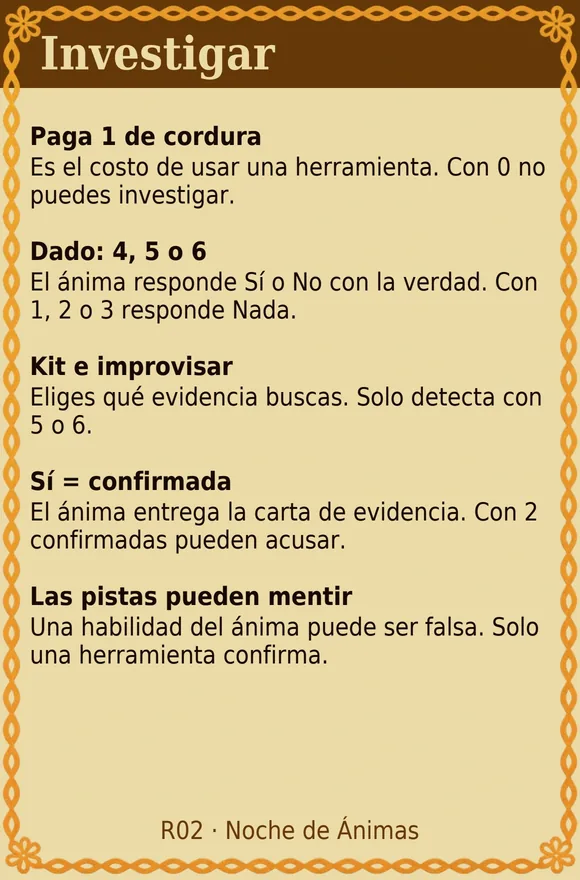 Investigar
Paga 1 de cordura
Es el costo de usar una herramienta. Con 0 no
puedes investigar.
Dado: 4, 5 o 6
El ánima responde Sí o No con la verdad. Con
1, 2 o 3 responde Nada.
Kit e improvisar
Eliges qué evidencia buscas. Solo detecta con
5 o 6.
Sí = confirmada
El ánima entrega la carta de evidencia. Con 2
confirmadas pueden acusar.
Las pistas pueden mentir
Una habilidad del ánima puede ser falsa. Solo
una herramienta confirma.
R02 · Noche de Ánimas